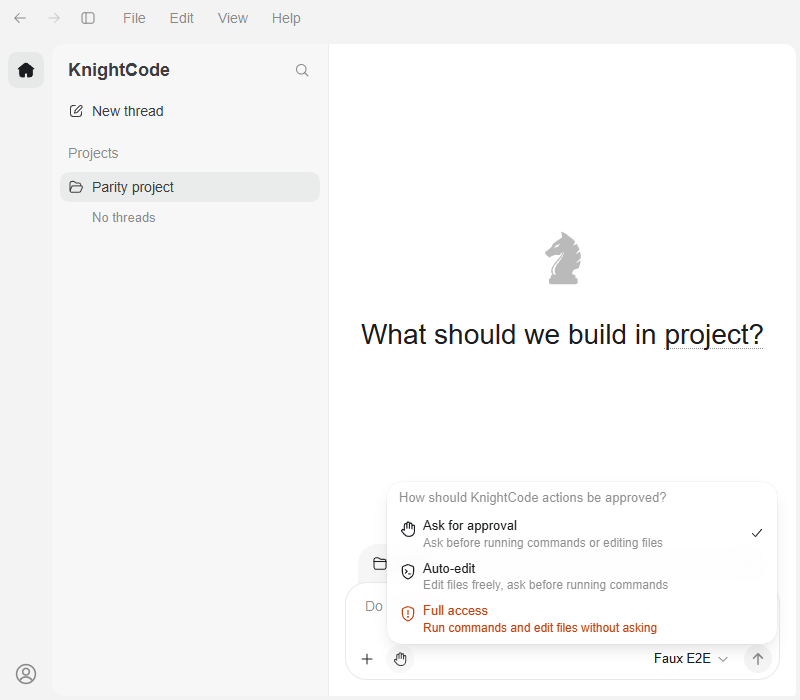 File Edit View Help
KnightCode
New thread
Projects
Parity project
No threads
What should we build in project?
How should KnightCode actions be approved?
Ask for approval
Ask before running commands or editing files
Auto-edit
Edit files freely, ask before running commands
Full access
Run commands and edit files without asking
Do
Faux E2E